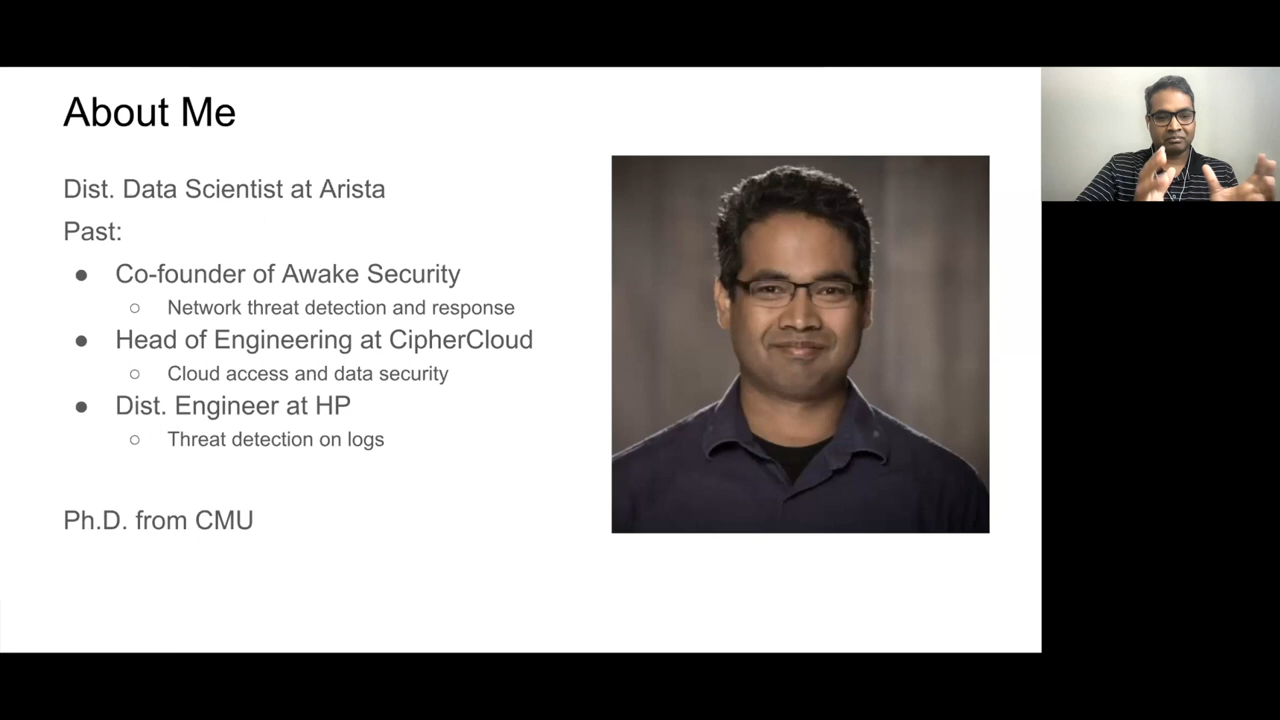 About Me
Dist. Data Scientist at Arista
Past:
● Co-founder of Awake Security
○ Network threat detection and response
● Head of Engineering at CipherCloud
○ Cloud access and data security
● Dist. Engineer at HP
○ Threat detection on logs
Ph.D. from CMU